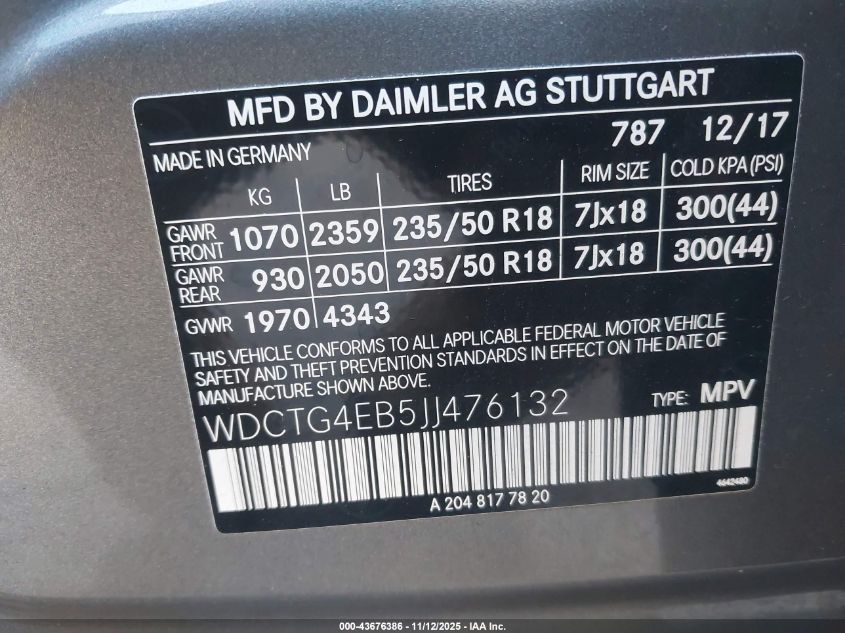 MFD BY DAIMLER AG STUTTGART
787 12/17
MADE IN GERMANY
KG LB TIRES RIM SIZE COLD KPA (PSI)
GAWR FRONT 1070 2359 235/50 R18 7Jx18 300(44)
GAWR REAR 930 2050 235/50 R18 7Jx18 300(44)
GVWR 1970 4343
THIS VEHICLE CONFORMS TO ALL APPLICABLE FEDERAL MOTOR VEHICLE
SAFETY AND THEFT PREVENTION STANDARDS IN EFFECT ON THE DATE OF
MANUFACTURE SHOWN ABOVE.
WDCTG4EB5JJ476132 TYPE: MPV
A 204 817 78 20
4642480
000-43676386 - 11/12/2025 - IAA Inc.